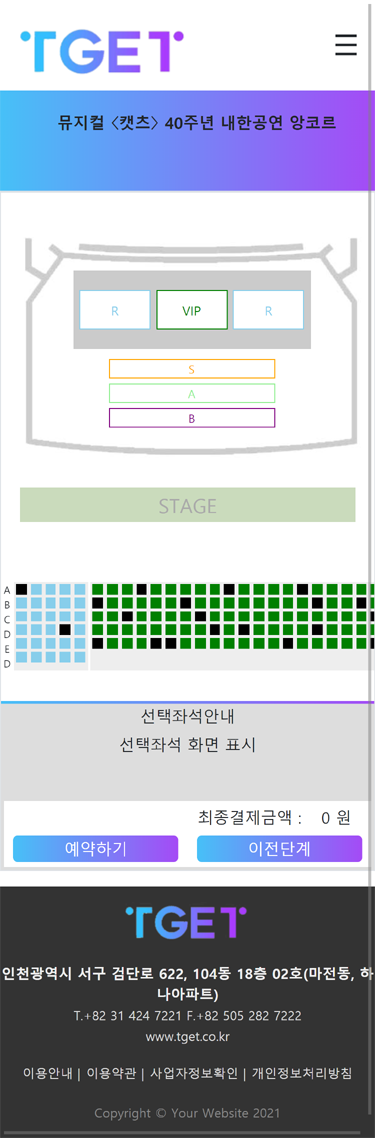 TGET
뮤지컬 <캣츠> 40주년 내한공연 앙코르
R VIP R
S
A
B
STAGE
A
B
C
D
E
D
선택좌석안내
선택좌석 화면 표시
최종결제금액 : 0 원
예약하기 이전단계
TGET
인천광역시 서구 검단로 622, 104동 18층 02호(마전동, 하
나아파트)
T.+82 31 424 7221 F.+82 505 282 7222
www.tget.co.kr
이용안내 | 이용약관 | 사업자정보확인 | 개인정보처리방침
Copyright © Your Website 2021